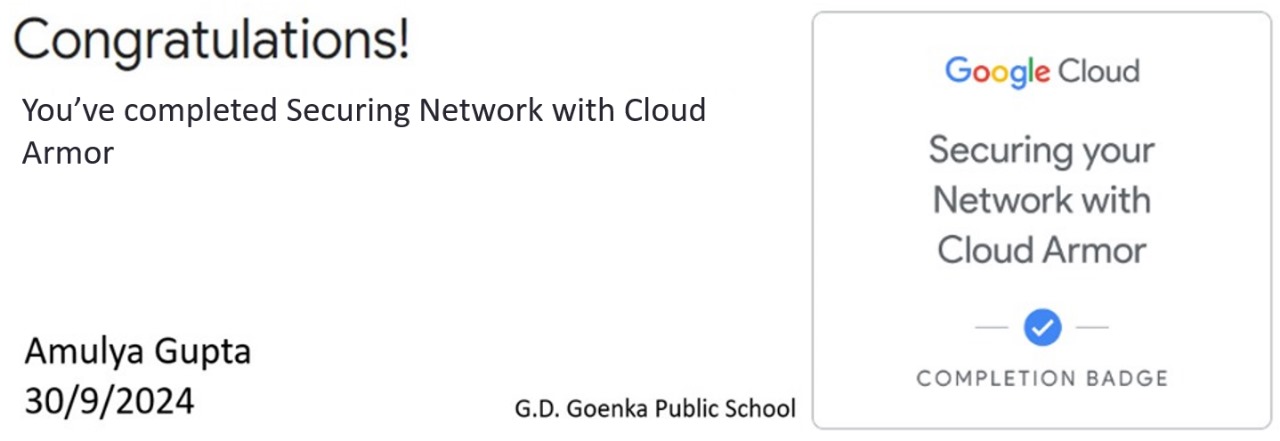 Congratulations!
You’ve completed Securing Network with Cloud
Armor
Amulya Gupta
30/9/2024
G.D. Goenka Public School
Google Cloud
Securing your
Network with
Cloud Armor
COMPLETION BADGE